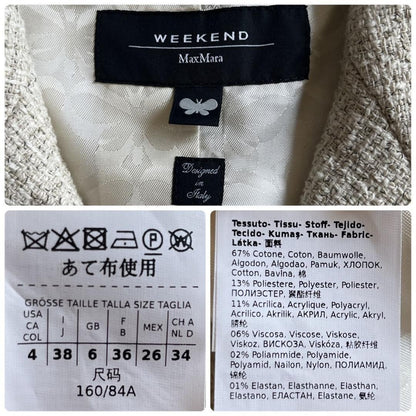 WEEKEND
MaxMara
Designed
in
Italy
あて布使用
GRÖSSE TAILLE TALLA SIZE TAGLIA
USA CA COL
I J
GB
F B
MEX
CH A NL D
4 38 6 36 26 34
尺码
160/84A
Tessuto- Tissu- Stoff- Tejido-
Tecido- Kumaş- Ткань- Fabric-
Látka- 面料
67% Cotone, Coton, Baumwolle,
Algodon, Algodao, Pamuk, ХЛОПОК,
Cotton, Bavlna, 棉
13% Poliestere, Polyester, Poliester,
ПОЛИЭСТЕР, 聚酯纤维
11% Acrilica, Acrylique, Polyacryl,
Acrilico, Akrilik, АКРИЛ, Acrylic, Akryl,
腈纶
06% Viscosa, Viscose, Viskose,
Viskoz, ВИСКОЗА, Viskóza, 粘胶纤维
02% Poliammide, Polyamide,
Polyamid, Nailon, Nylon, ПОЛИАМИД,
锦纶
01% Elastan, Elasthanne, Elasthan,
Elastano, ЕЛАСТАН, Elastane, 氨纶